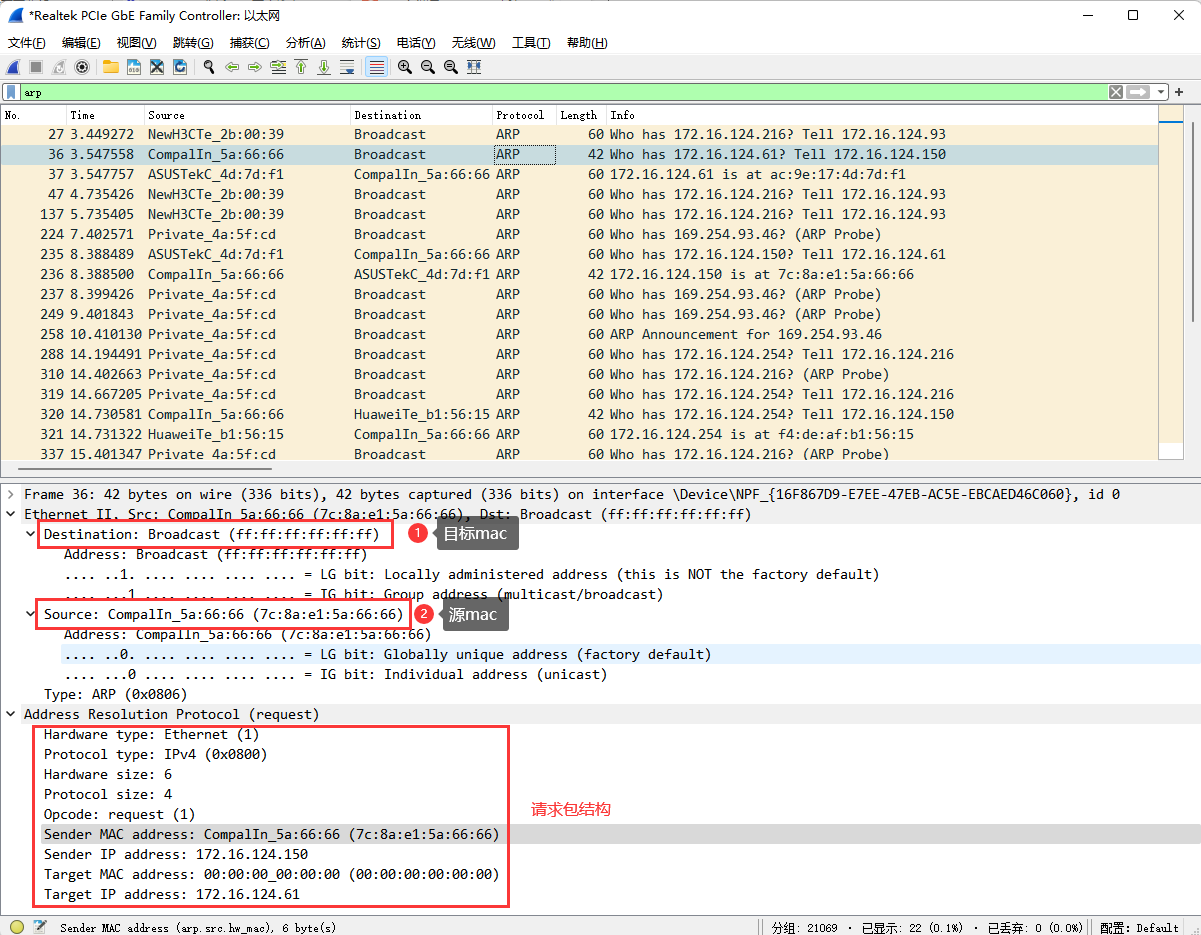 *Realtek PCIe GbE Family Controller: 以太网
文件(F) 编辑(E) 视图(V) 跳转(G) 捕获(C) 分析(A) 统计(S) 电话(Y) 无线(W) 工具(T) 帮助(H)
arp
No. Time Source Destination Protocol Length Info
27 3.449272 NewH3CTe_2b:00:39 Broadcast ARP 60 Who has 172.16.124.216? Tell 172.16.124.93
36 3.547558 CompalIn_5a:66:66 Broadcast ARP 42 Who has 172.16.124.61? Tell 172.16.124.150
37 3.547757 ASUSTekC_4d:7d:f1 CompalIn_5a:66:66 ARP 60 172.16.124.61 is at ac:9e:17:4d:7d:f1
47 4.735426 NewH3CTe_2b:00:39 Broadcast ARP 60 Who has 172.16.124.216? Tell 172.16.124.93
137 5.735405 NewH3CTe_2b:00:39 Broadcast ARP 60 Who has 172.16.124.216? Tell 172.16.124.93
224 7.402571 Private_4a:5f:cd Broadcast ARP 60 Who has 169.254.93.46? (ARP Probe)
235 8.388489 ASUSTekC_4d:7d:f1 CompalIn_5a:66:66 ARP 60 Who has 172.16.124.150? Tell 172.16.124.61
236 8.388500 CompalIn_5a:66:66 ASUSTekC_4d:7d:f1 ARP 42 172.16.124.150 is at 7c:8a:e1:5a:66:66
237 8.399426 Private_4a:5f:cd Broadcast ARP 60 Who has 169.254.93.46? (ARP Probe)
249 9.401843 Private_4a:5f:cd Broadcast ARP 60 Who has 169.254.93.46? (ARP Probe)
258 10.410130 Private_4a:5f:cd Broadcast ARP 60 ARP Announcement for 169.254.93.46
288 14.194491 Private_4a:5f:cd Broadcast ARP 60 Who has 172.16.124.254? Tell 172.16.124.216
310 14.402663 Private_4a:5f:cd Broadcast ARP 60 Who has 172.16.124.216? (ARP Probe)
319 14.667205 Private_4a:5f:cd Broadcast ARP 60 Who has 172.16.124.254? Tell 172.16.124.216
320 14.730581 CompalIn_5a:66:66 HuaweiTe_b1:56:15 ARP 42 Who has 172.16.124.254? Tell 172.16.124.150
321 14.731322 HuaweiTe_b1:56:15 CompalIn_5a:66:66 ARP 60 172.16.124.254 is at f4:de:af:b1:56:15
337 15.401347 Private_4a:5f:cd Broadcast ARP 60 Who has 172.16.124.216? (ARP Probe)
Frame 36: 42 bytes on wire (336 bits), 42 bytes captured (336 bits) on interface \Device\NPF_{16F867D9-E7EE-47EB-AC5E-EBCAED46C060}, id 0
Ethernet II, Src: CompalIn_5a:66:66 (7c:8a:e1:5a:66:66), Dst: Broadcast (ff:ff:ff:ff:ff:ff)
Destination: Broadcast (ff:ff:ff:ff:ff:ff) 1 目标mac
Address: Broadcast (ff:ff:ff:ff:ff:ff)
.... ..1. .... .... .... .... = LG bit: Locally administered address (this is NOT the factory default)
.... ...1 .... .... .... .... = IG bit: Group address (multicast/broadcast)
Source: CompalIn_5a:66:66 (7c:8a:e1:5a:66:66) 2 源mac
Address: CompalIn_5a:66:66 (7c:8a:e1:5a:66:66)
.... ..0. .... .... .... .... = LG bit: Globally unique address (factory default)
.... ...0 .... .... .... .... = IG bit: Individual address (unicast)
Type: ARP (0x0806)
Address Resolution Protocol (request)
Hardware type: Ethernet (1)
Protocol type: IPv4 (0x0800)
Hardware size: 6
Protocol size: 4
Opcode: request (1)
请求包结构
Sender MAC address: CompalIn_5a:66:66 (7c:8a:e1:5a:66:66)
Sender IP address: 172.16.124.150
Target MAC address: 00:00:00_00:00:00 (00:00:00:00:00:00)
Target IP address: 172.16.124.61
Sender MAC address (arp.src.hw_mac), 6 byte(s) 分组: 21069 · 已显示: 22 (0.1%) · 已丢弃: 0 (0.0%) 配置: Default